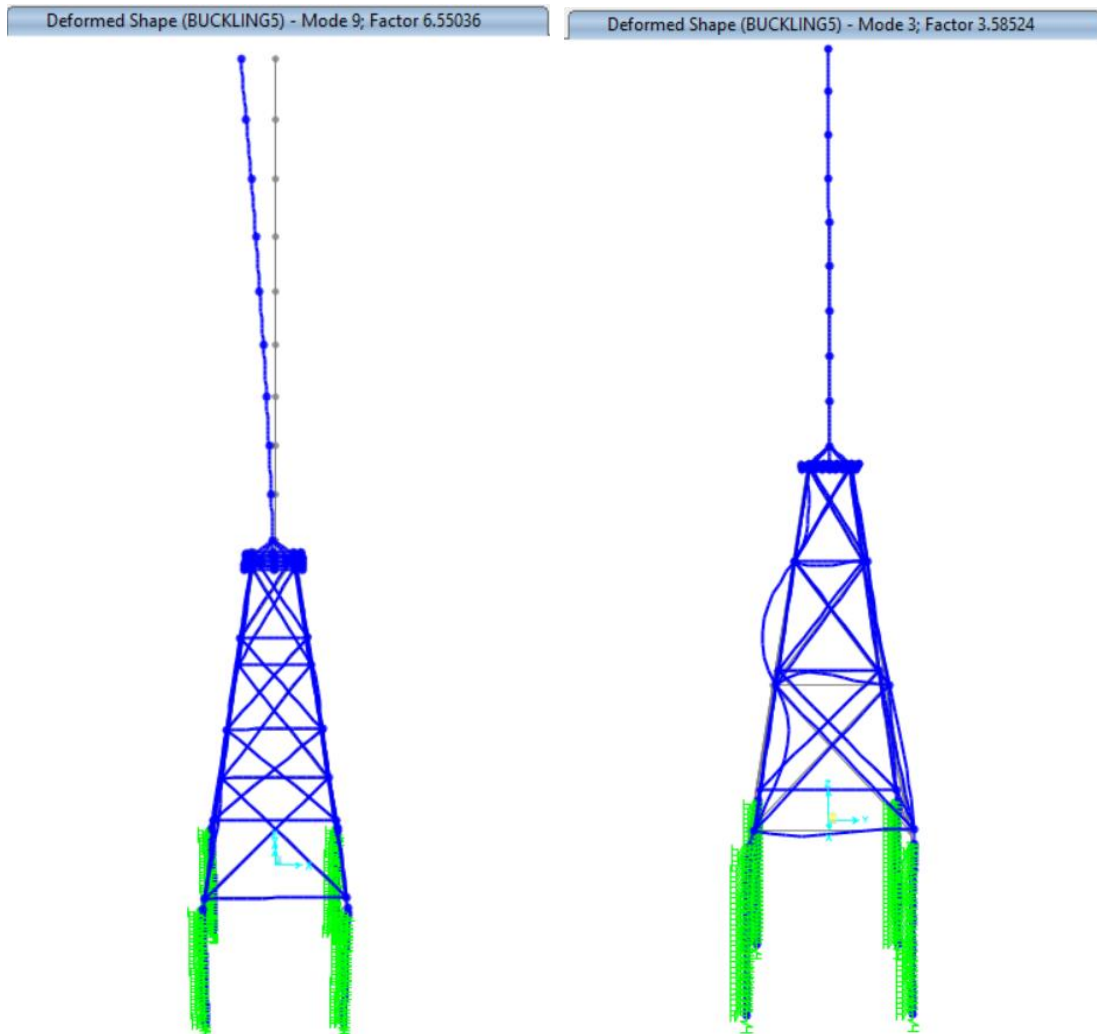 Deformed Shape (BUCKLING5) - Mode 9; Factor 6.55036
Deformed Shape (BUCKLING5) - Mode 3; Factor 3.58524